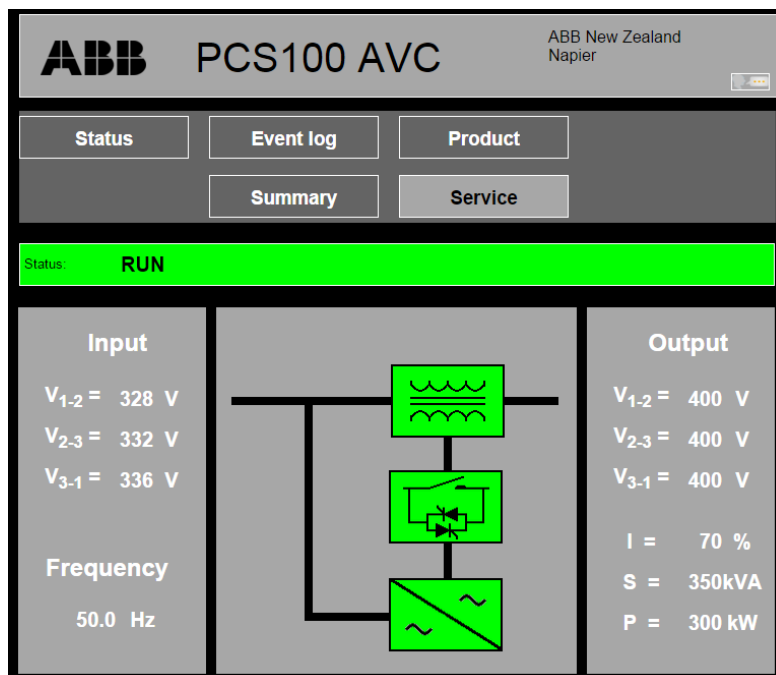 ABB PCS100 AVC ABB New Zealand
Napier
Status Event log Product
Summary Service
Status: RUN
Input
V1-2 = 328 V
V2-3 = 332 V
V3-1 = 336 V
Frequency
50.0 Hz
Output
V1-2 = 400 V
V2-3 = 400 V
V3-1 = 400 V
I = 70 %
S = 350kVA
P = 300 kW